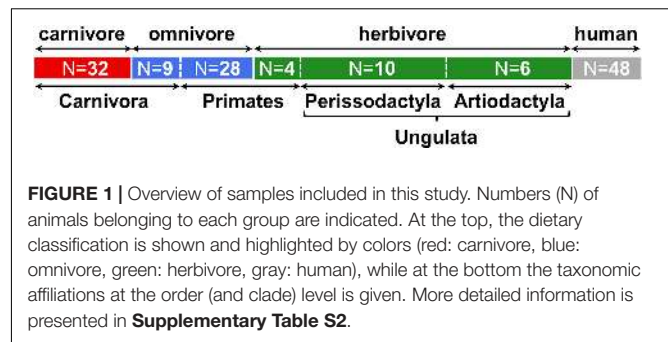 carnivore omnivore herbivore human
N=32 N=9 N=28 N=4 N=10 N=6 N=48
Carnivora Primates Perissodactyla Artiodactyla
Ungulata
FIGURE 1 | Overview of samples included in this study. Numbers (N) of
animals belonging to each group are indicated. At the top, the dietary
classification is shown and highlighted by colors (red: carnivore, blue:
omnivore, green: herbivore, gray: human), while at the bottom the taxonomic
affiliations at the order (and clade) level is given. More detailed information is
presented in Supplementary Table S2.